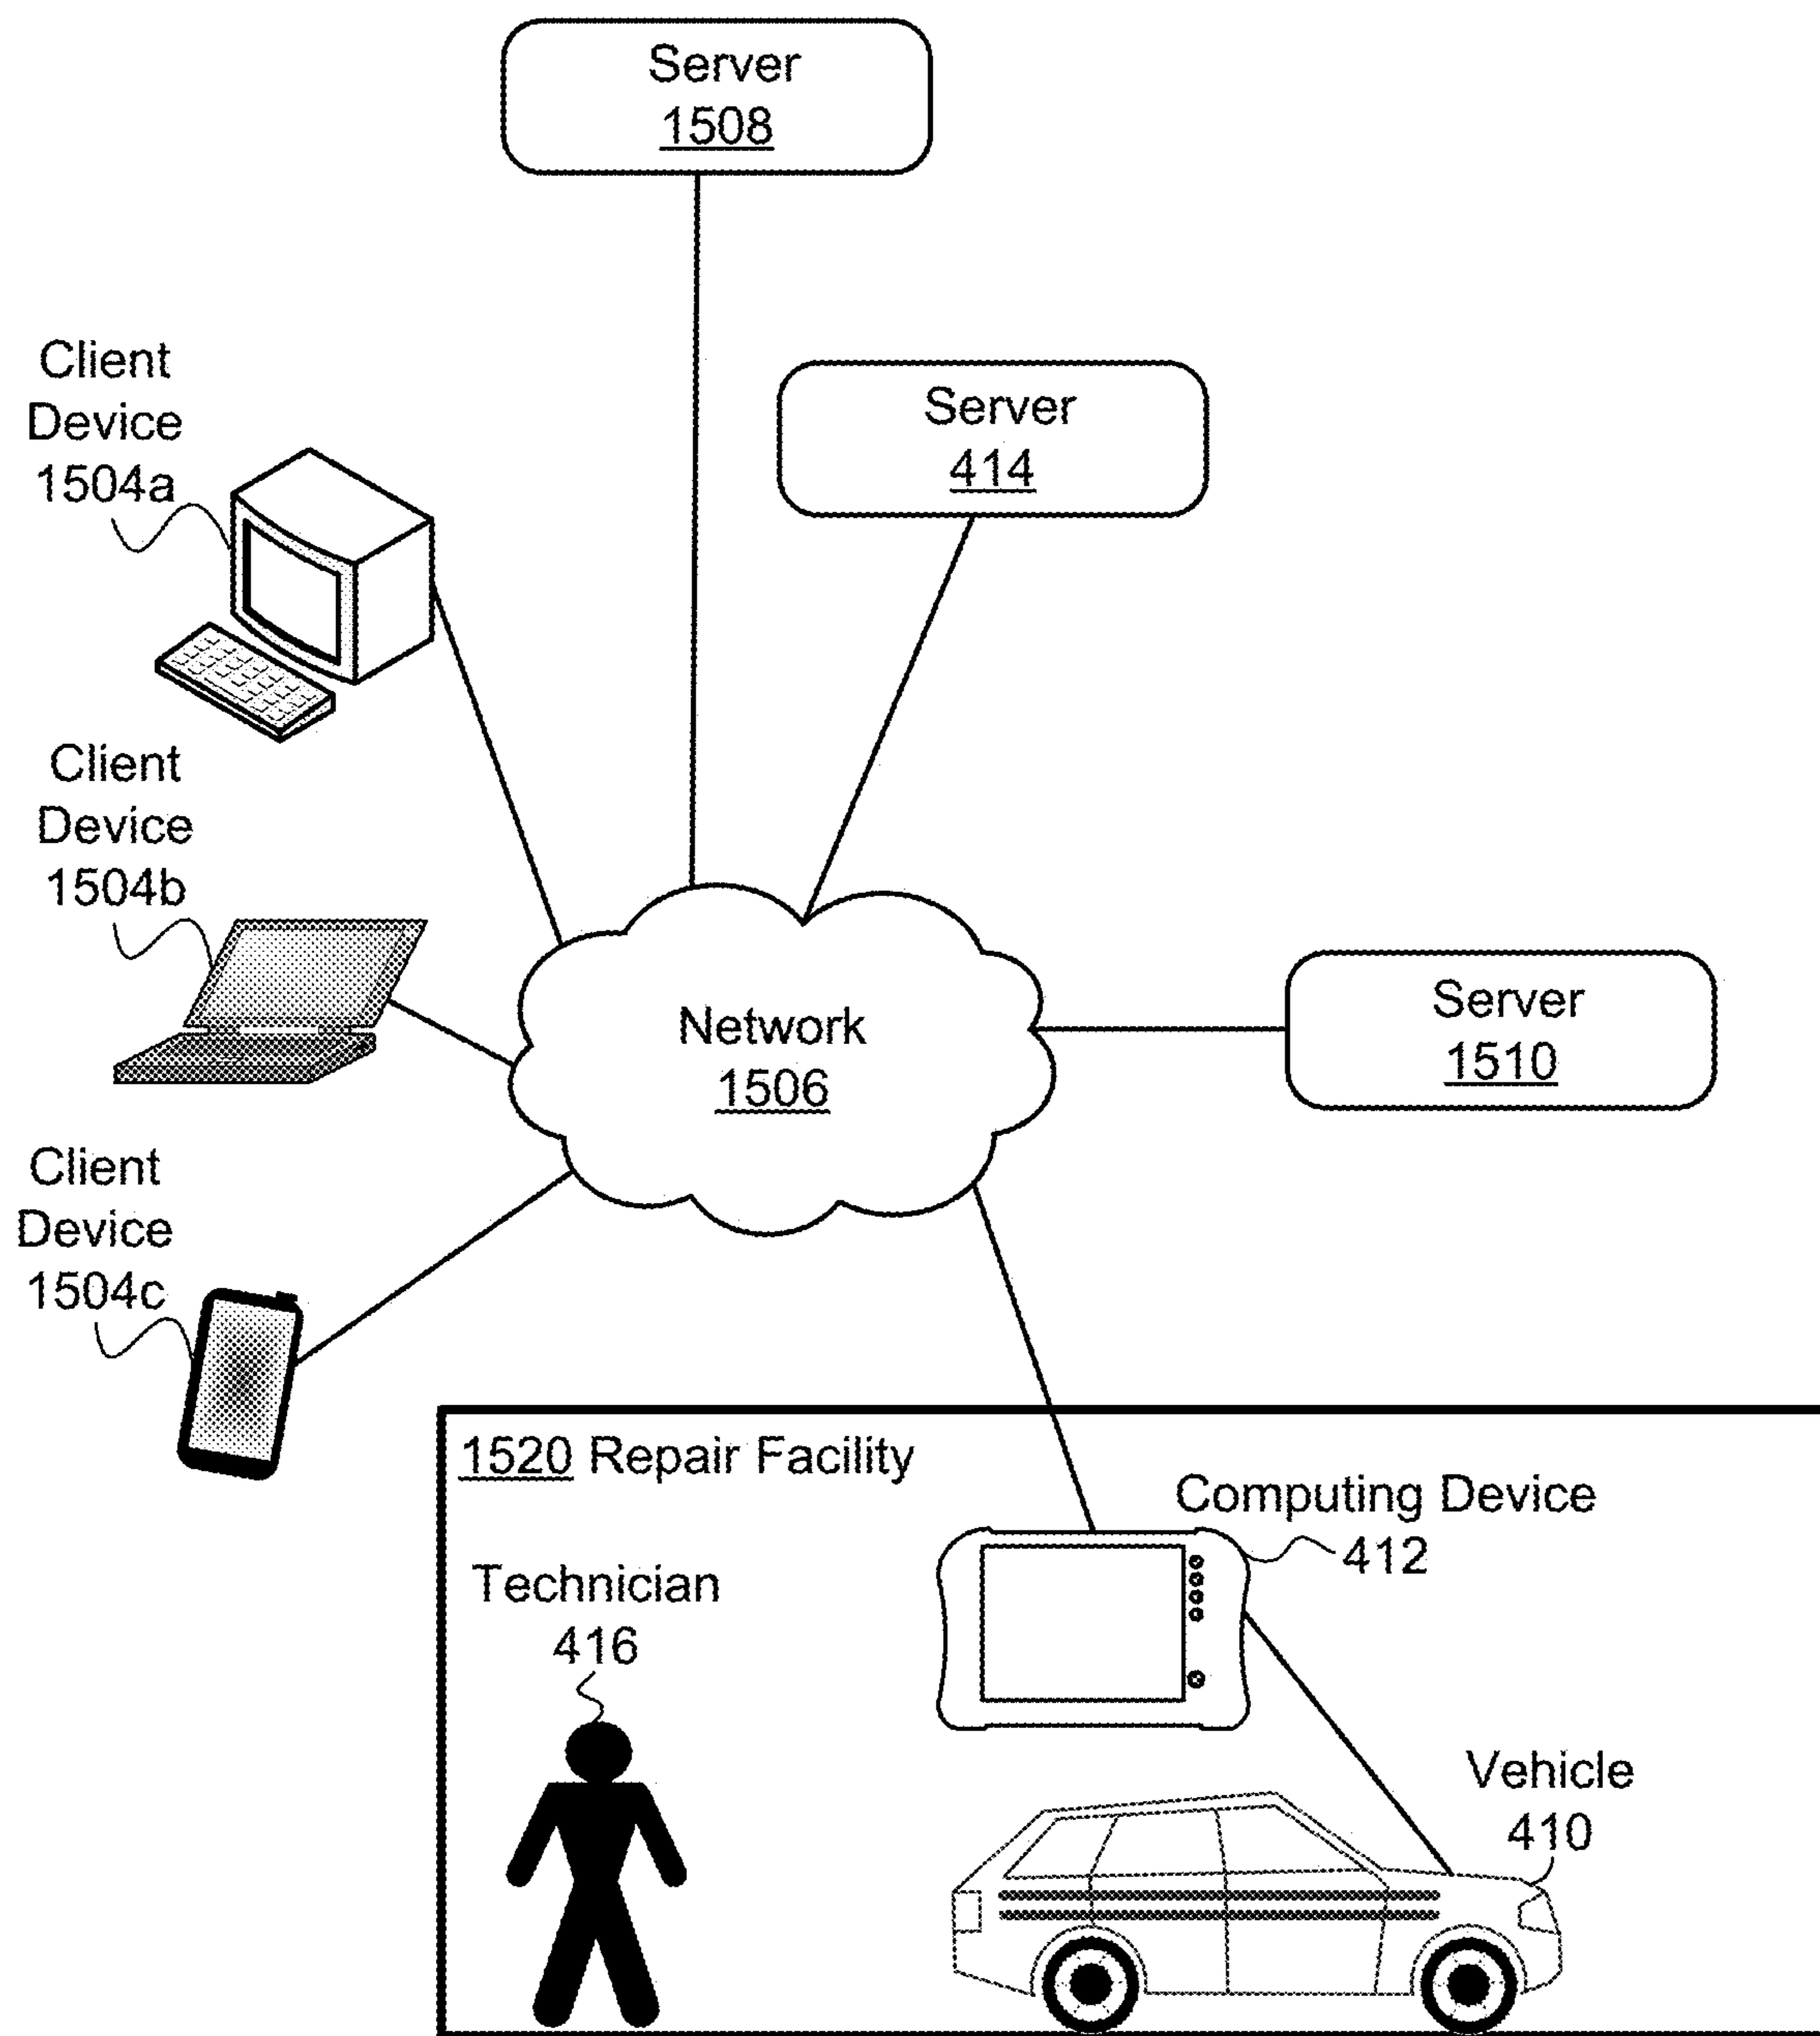 Server
1508
Server
414
Client
Device
1504a
Client
Device
1504b
Network
1506
Server
1510
Client
Device
1504c
1520 Repair Facility
Computing Device
412
Technician
416
Vehicle
410